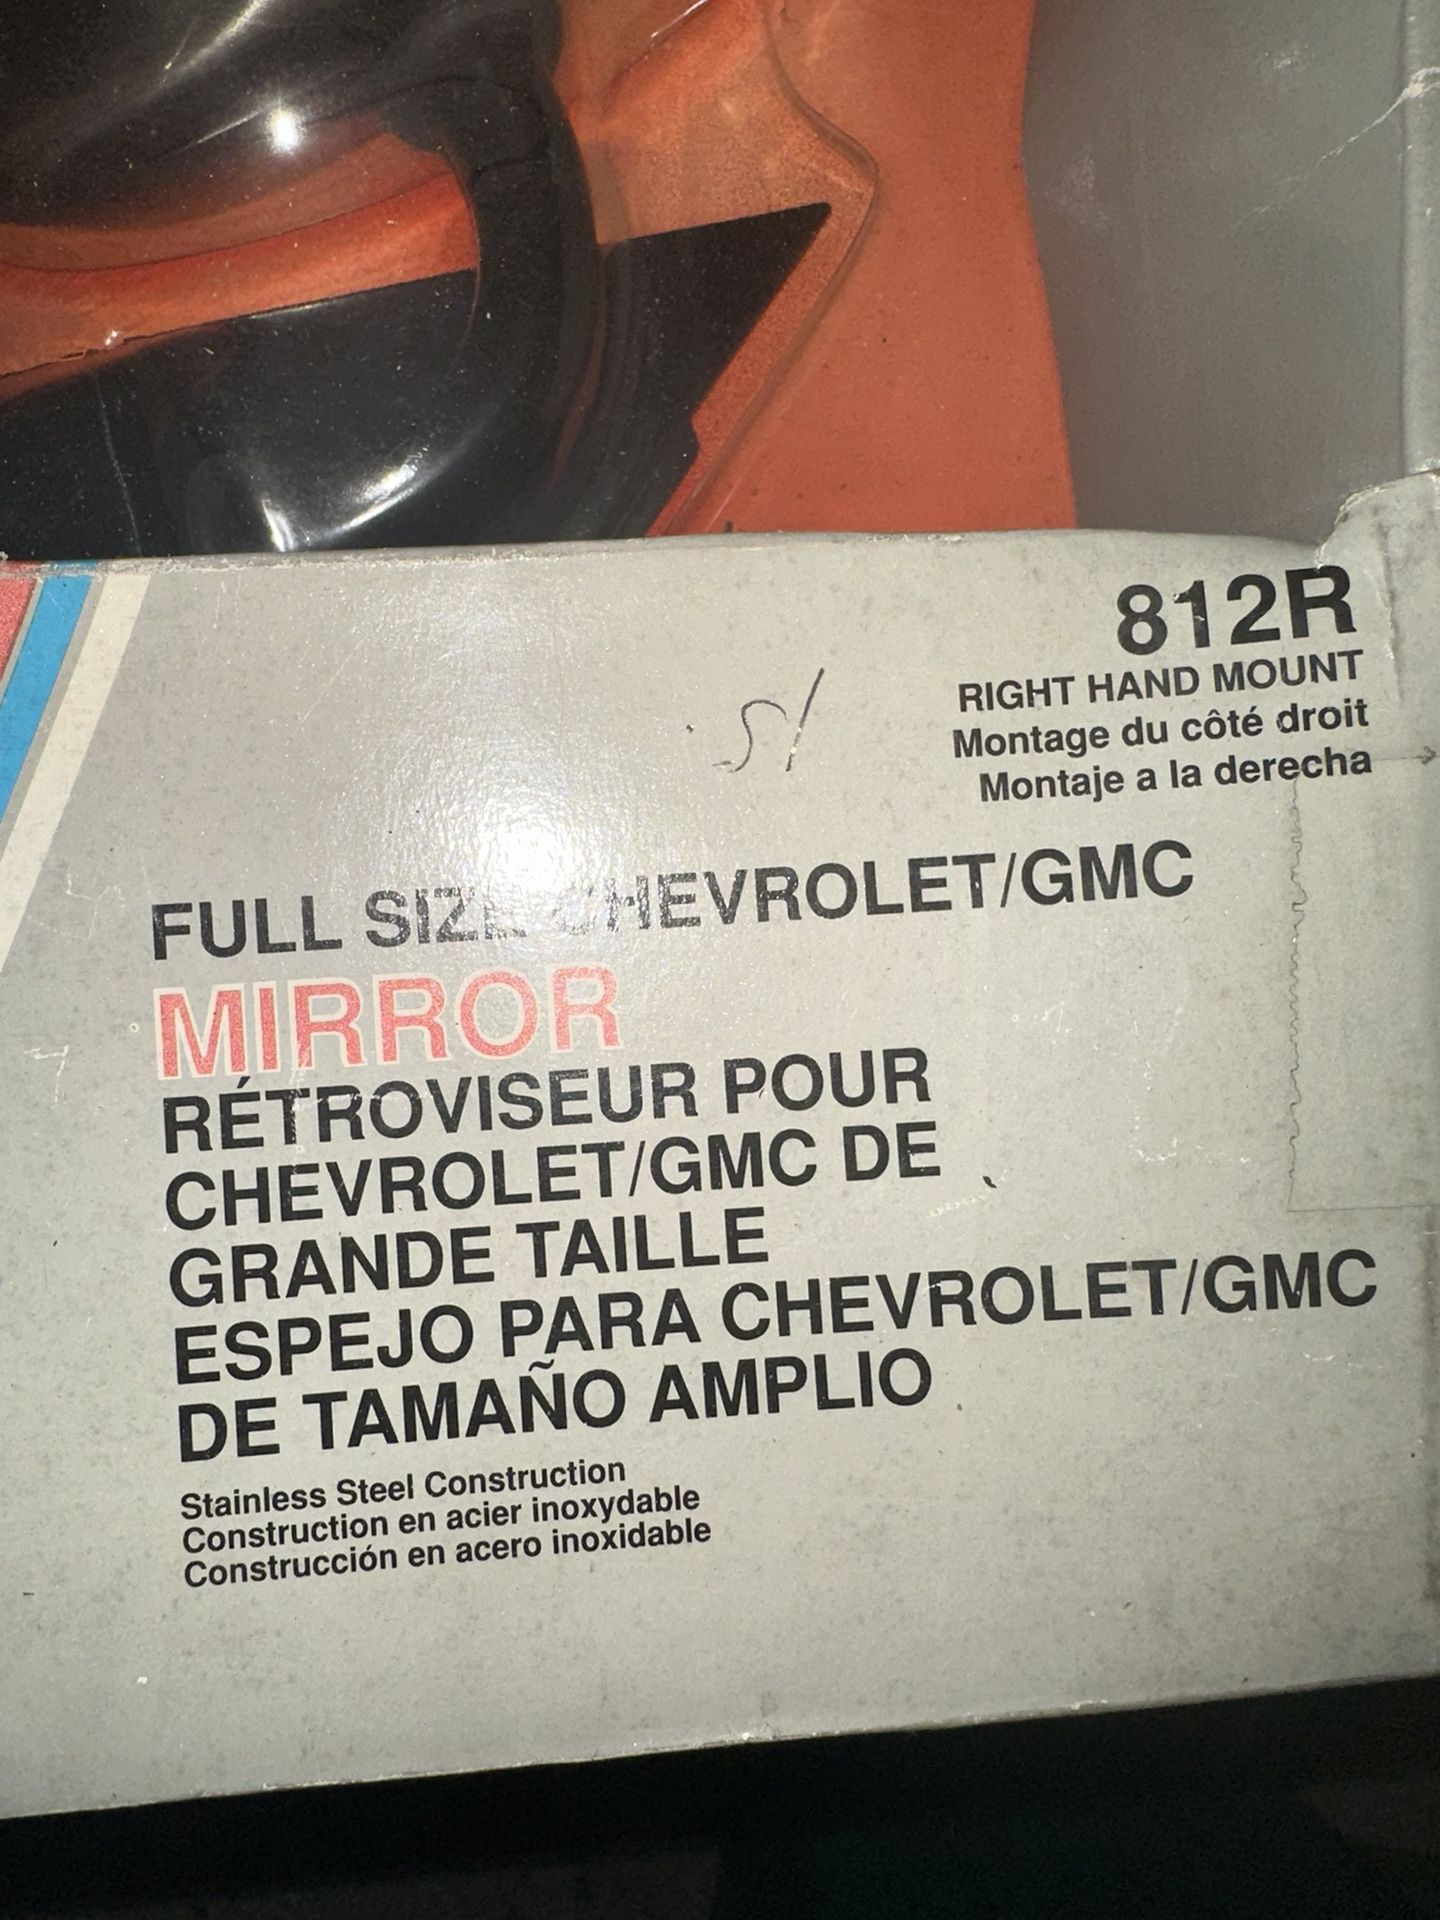 812R
RIGHT HAND MOUNT
Montage du côté droit
Montaje a la derecha
FULL SIZE CHEVROLET/GMC
MIRROR
RÉTROVISEUR POUR
CHEVROLET/GMC DE
GRANDE TAILLE
ESPEJO PARA CHEVROLET/GMC
DE TAMAÑO AMPLIO
Stainless Steel Construction
Construction en acier inoxydable
Construcción en acero inoxidable